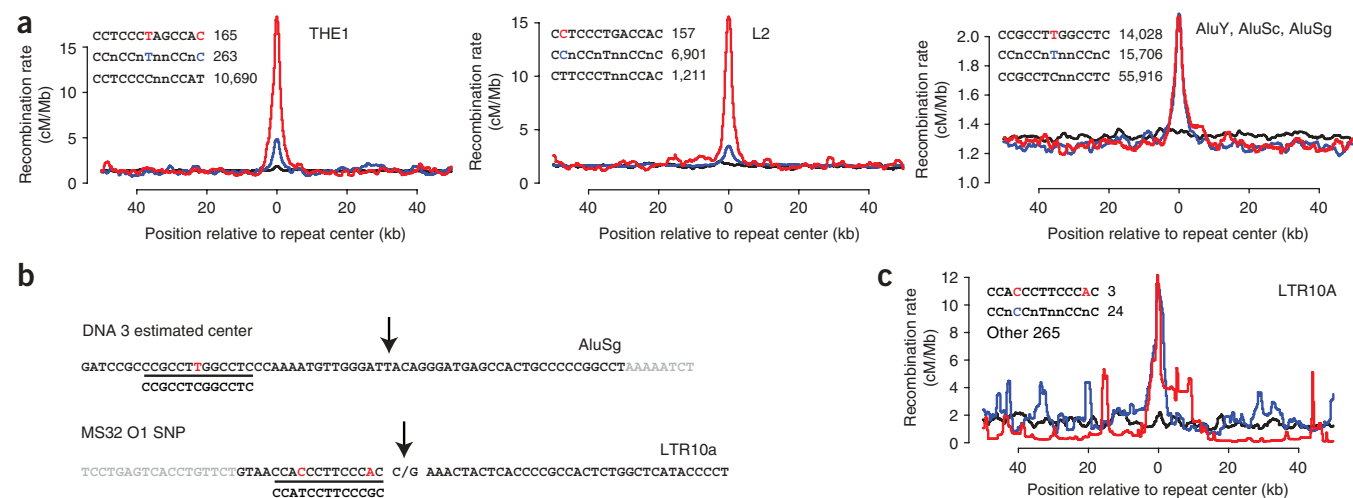 a
THE1
CCTCCCTAGCCAC 165
CCnCCnTnnCCnC 263
CCTCCCCnnCCAT 10,690
Recombination rate
(cM/Mb)
15
10
5
0
40 20 0 20 40
Position relative to repeat center (kb)
L2
CCTCCCTGACCAC 157
CCnCCnTnnCCnC 6,901
CTTCCCTnnCCAC 1,211
Recombination rate
(cM/Mb)
15
10
5
0
40 20 0 20 40
Position relative to repeat center (kb)
AluY, AluSc, AluSg
CCGCCTTGGCCTC 14,028
CCnCCnTnnCCnC 15,706
CCGCCTCnnCCTC 55,916
Recombination rate
(cM/Mb)
2.0
1.8
1.6
1.4
1.2
1.0
40 20 0 20 40
Position relative to repeat center (kb)
b
DNA 3 estimated center
AluSg
GATCCGCCCGCCTTGGCCTCCCAAAATGTTGGGATTACAGGGATGAGCCACTGCCCCCGGCCTAAAAATCT
CCGCCTCGGCCTC
MS32 O1 SNP
LTR10a
TCCTGAGTCACCTGTTCTGTAACCACCCTTCCCAC C/G AAACTACTCACCCCGCCACTCTGGCTCATACCCCT
CCATCCTTCCCGC
c
LTR10A
CCACCCTTCCCAC 3
CCnCCnTnCCnC 24
Other 265
Recombination rate
(cM/Mb)
12
10
8
6
4
2
0
40 20 0 20 40
Position relative to repeat center (kb)